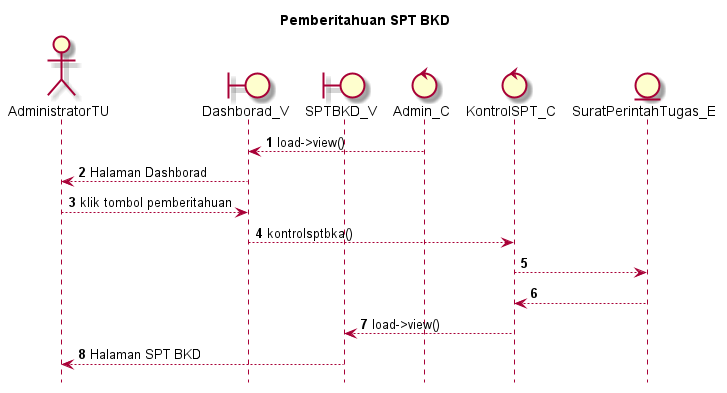 Pemberitahuan SPT BKD
AdministratorTU
Dashborad_V
SPTBKD_V
Admin_C
KontrolSPT_C
SuratPerintahTugas_E
1 load->view()
2 Halaman Dashborad
3 klik tombol pemberitahuan
4 kontrolsptbka()
5
6
7 load->view()
8 Halaman SPT BKD